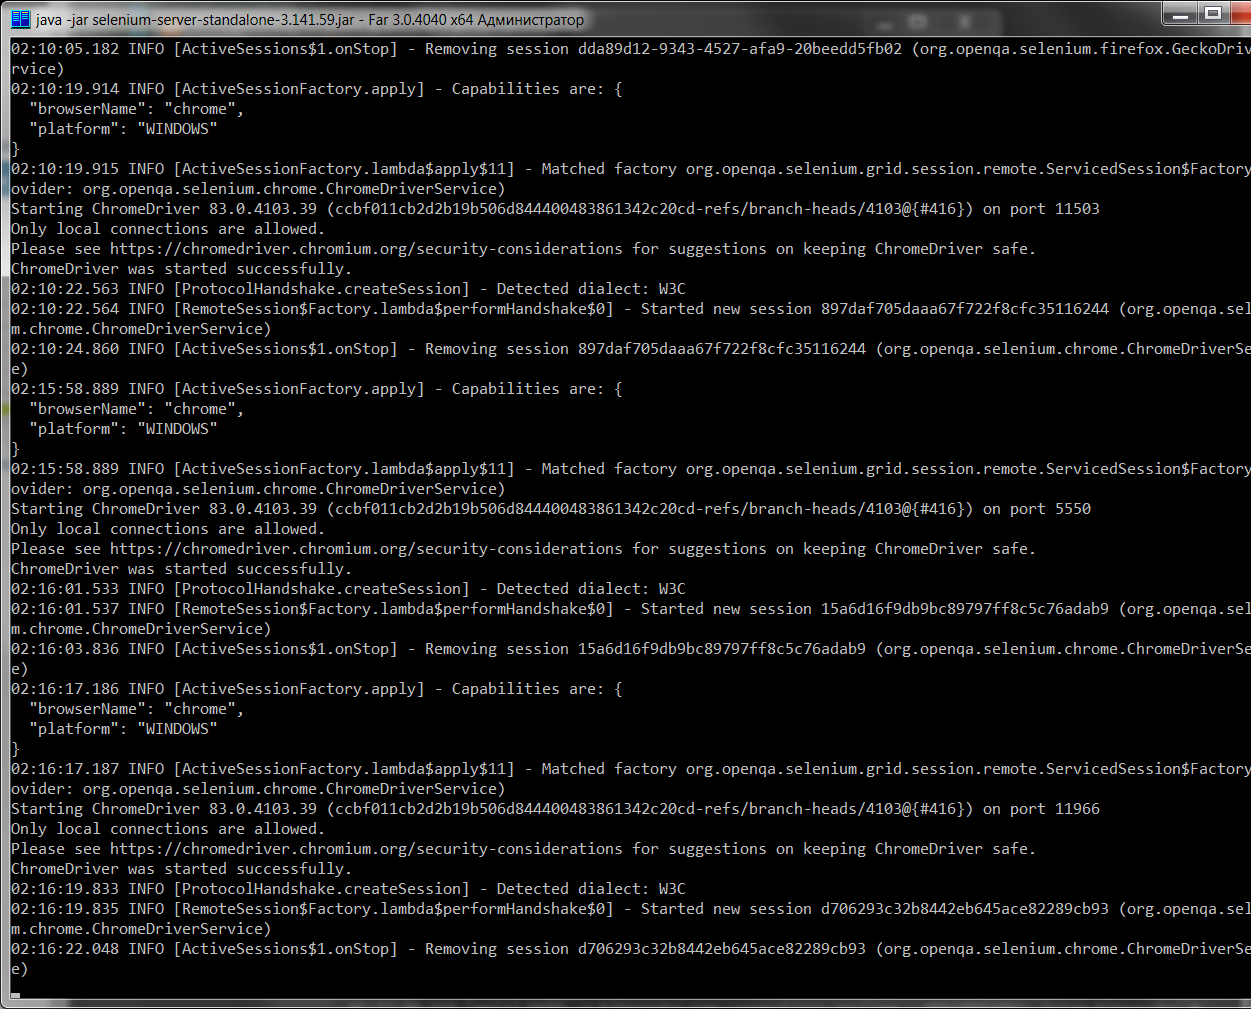 java -jar selenium-server-standalone-3.141.59.jar - Far 3.0.4040 x64 Администратор
02:10:05.182 INFO [ActiveSessions$1.onStop] - Removing session dda89d12-9343-4527-afa9-20beedd5fb02 (org.openqa.selenium.firefox.GeckoDriv
rvice)
02:10:19.914 INFO [ActiveSessionFactory.apply] - Capabilities are: {
  "browserName": "chrome",
  "platform": "WINDOWS"
}
02:10:19.915 INFO [ActiveSessionFactory.lambda$apply$11] - Matched factory org.openqa.selenium.grid.session.remote.ServicedSession$Factory
ovider: org.openqa.selenium.chrome.ChromeDriverService)
Starting ChromeDriver 83.0.4103.39 (ccbf011cb2d2b19b506d844400483861342c20cd-refs/branch-heads/4103@{#416}) on port 11503
Only local connections are allowed.
Please see https://chromedriver.chromium.org/security-considerations for suggestions on keeping ChromeDriver safe.
ChromeDriver was started successfully.
02:10:22.563 INFO [ProtocolHandshake.createSession] - Detected dialect: W3C
02:10:22.564 INFO [RemoteSession$Factory.lambda$performHandshake$0] - Started new session 897daf705daaa67f722f8cfc35116244 (org.openqa.sel
m.chrome.ChromeDriverService)
02:10:24.860 INFO [ActiveSessions$1.onStop] - Removing session 897daf705daaa67f722f8cfc35116244 (org.openqa.selenium.chrome.ChromeDriverSe
e)
02:15:58.889 INFO [ActiveSessionFactory.apply] - Capabilities are: {
  "browserName": "chrome",
  "platform": "WINDOWS"
}
02:15:58.889 INFO [ActiveSessionFactory.lambda$apply$11] - Matched factory org.openqa.selenium.grid.session.remote.ServicedSession$Factory
ovider: org.openqa.selenium.chrome.ChromeDriverService)
Starting ChromeDriver 83.0.4103.39 (ccbf011cb2d2b19b506d844400483861342c20cd-refs/branch-heads/4103@{#416}) on port 5550
Only local connections are allowed.
Please see https://chromedriver.chromium.org/security-considerations for suggestions on keeping ChromeDriver safe.
ChromeDriver was started successfully.
02:16:01.533 INFO [ProtocolHandshake.createSession] - Detected dialect: W3C
02:16:01.537 INFO [RemoteSession$Factory.lambda$performHandshake$0] - Started new session 15a6d16f9db9bc89797ff8c5c76adab9 (org.openqa.sel
m.chrome.ChromeDriverService)
02:16:03.836 INFO [ActiveSessions$1.onStop] - Removing session 15a6d16f9db9bc89797ff8c5c76adab9 (org.openqa.selenium.chrome.ChromeDriverSe
e)
02:16:17.186 INFO [ActiveSessionFactory.apply] - Capabilities are: {
  "browserName": "chrome",
  "platform": "WINDOWS"
}
02:16:17.187 INFO [ActiveSessionFactory.lambda$apply$11] - Matched factory org.openqa.selenium.grid.session.remote.ServicedSession$Factory
ovider: org.openqa.selenium.chrome.ChromeDriverService)
Starting ChromeDriver 83.0.4103.39 (ccbf011cb2d2b19b506d844400483861342c20cd-refs/branch-heads/4103@{#416}) on port 11966
Only local connections are allowed.
Please see https://chromedriver.chromium.org/security-considerations for suggestions on keeping ChromeDriver safe.
ChromeDriver was started successfully.
02:16:19.833 INFO [ProtocolHandshake.createSession] - Detected dialect: W3C
02:16:19.835 INFO [RemoteSession$Factory.lambda$performHandshake$0] - Started new session d706293c32b8442eb645ace82289cb93 (org.openqa.sel
m.chrome.ChromeDriverService)
02:16:22.048 INFO [ActiveSessions$1.onStop] - Removing session d706293c32b8442eb645ace82289cb93 (org.openqa.selenium.chrome.ChromeDriverSe
e)